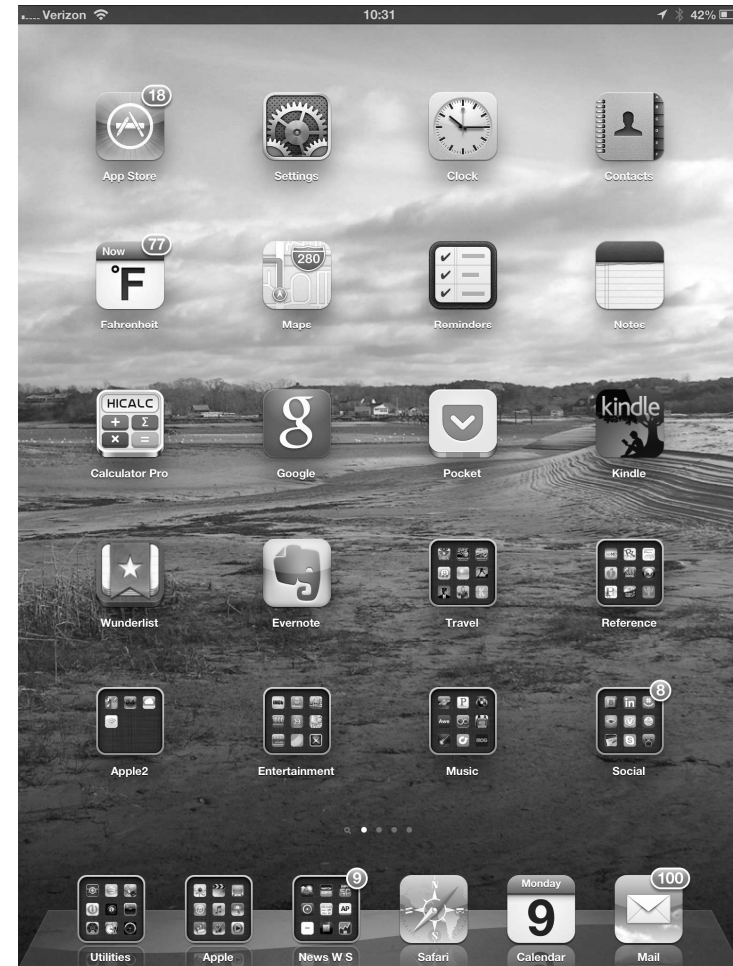 Verizon 10:31 42%
18
App Store Settings Clock Contacts
Now 77
°F 280
Fahrenheit Maps Reminders Notes
HICALC g kindle
+ Σ
× =
Calculator Pro Google Pocket Kindle
Wunderlist Evernote Travel Reference
8
Apple2 Entertainment Music Social
9 Monday 100
N
AP 9
Utilities Apple News W S Safari Calendar Mail